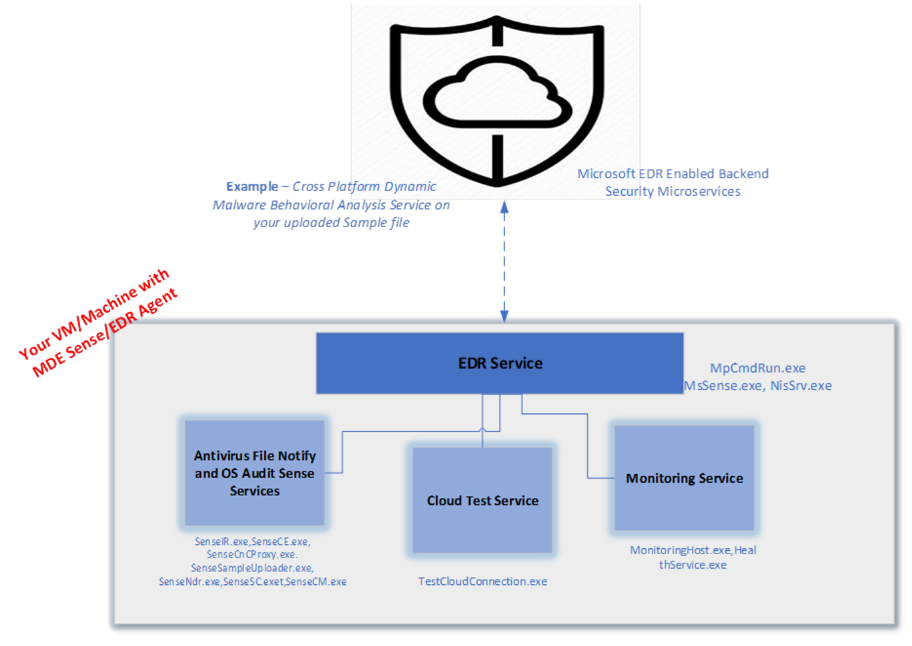 Microsoft EDR Enabled Backend
Security Microservices
Example – Cross Platform Dynamic
Malware Behavioral Analysis Service on
your uploaded Sample file
Your VM/Machine with
MDE Sense/EDR Agent
EDR Service
MpCmdRun.exe
MsSense.exe, NisSrv.exe
Antivirus File Notify
and OS Audit Sense
Services
SenseIR.exe,SenseCE.exe,
SenseCnCProxy.exe.
SenseSampleUploader.exe,
SenseNdr.exe,SenseSC.exet,SenseCM.exe
Cloud Test Service
TestCloudConnection.exe
Monitoring Service
MonitoringHost.exe,Heal
thService.exe